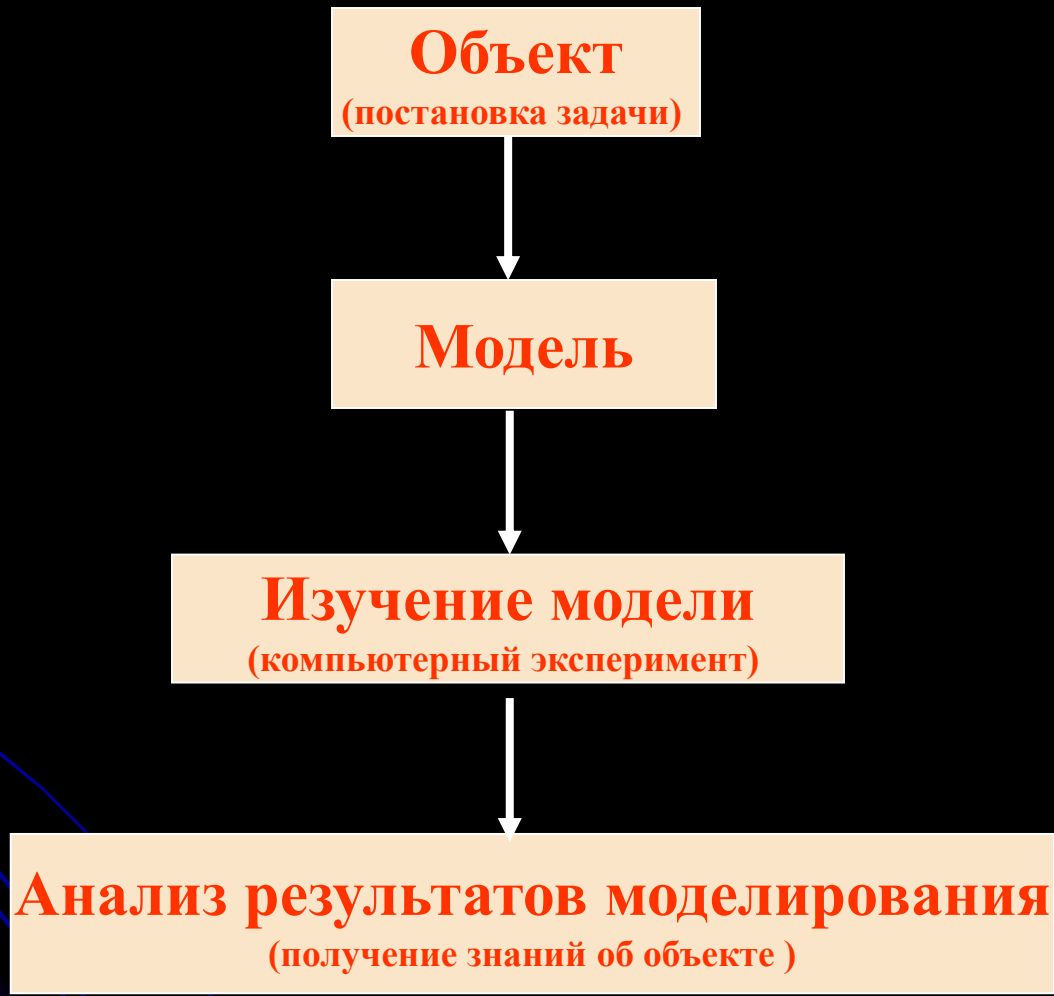 Объект
(постановка задачи)
Модель
Изучение модели
(компьютерный эксперимент)
Анализ результатов моделирования
(получение знаний об объекте )